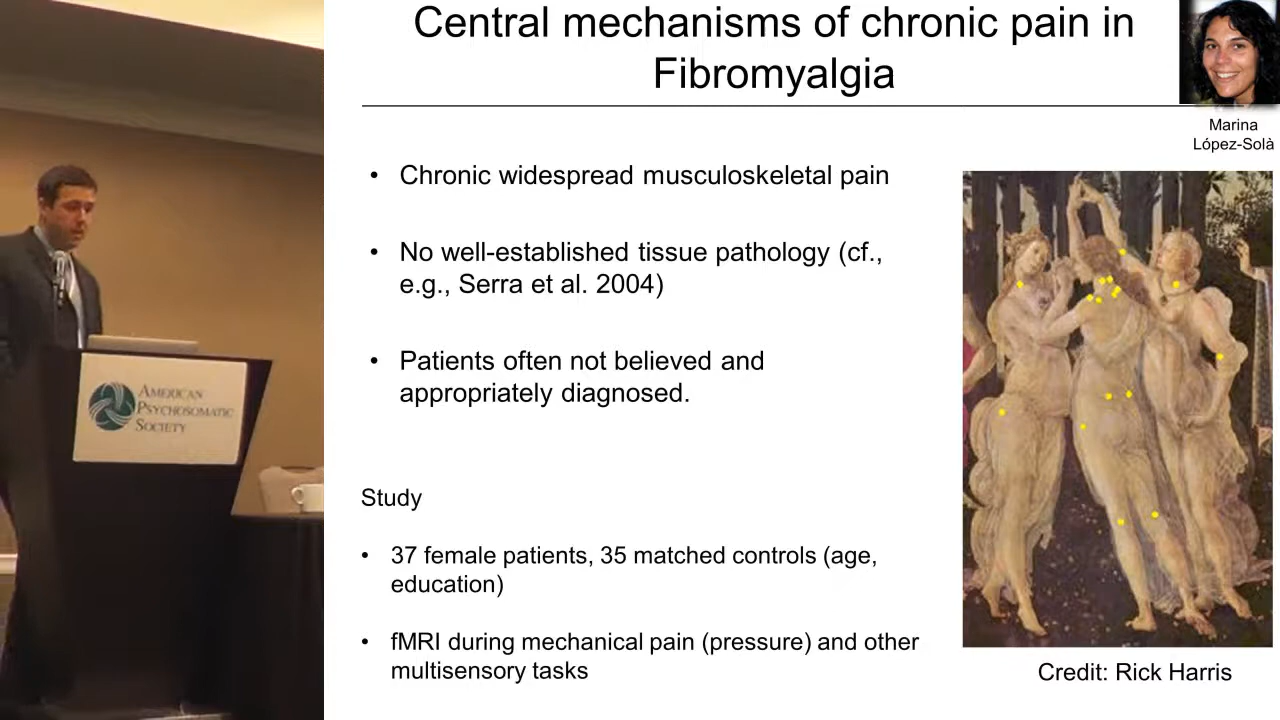 Central mechanisms of chronic pain in
Fibromyalgia
Marina
López-Solà
• Chronic widespread musculoskeletal pain
• No well-established tissue pathology (cf.,
e.g., Serra et al. 2004)
• Patients often not believed and
appropriately diagnosed.
Study
• 37 female patients, 35 matched controls (age,
education)
• fMRI during mechanical pain (pressure) and other
multisensory tasks
Credit: Rick Harris
AMERICAN
PSYCHOSOMATIC
SOCIETY